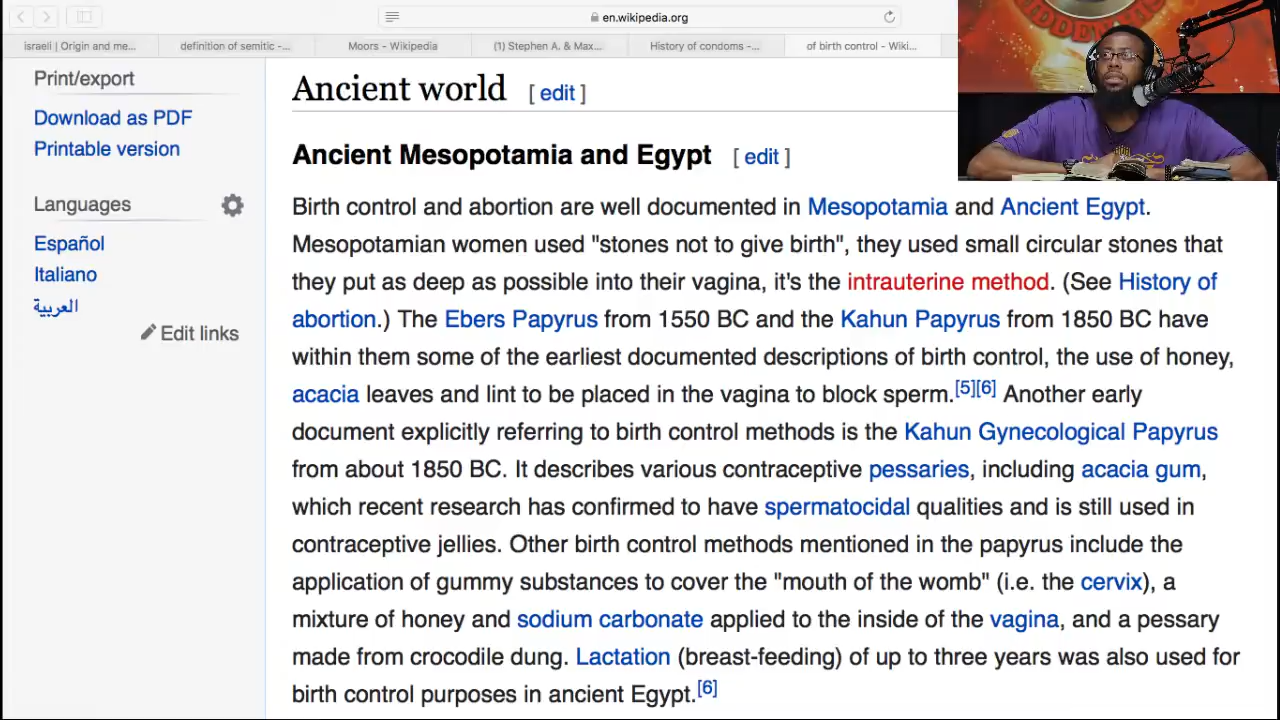 en.wikipedia.org
israeli | Origin and me...
definition of semitic -...
Moors - Wikipedia
(1) Stephen A. & Max...
History of condoms -...
of birth control - Wiki...
Print/export
Download as PDF
Printable version
Languages
Español
Italiano
العربية
Edit links
Ancient world [ edit ]
Ancient Mesopotamia and Egypt [ edit ]
Birth control and abortion are well documented in Mesopotamia and Ancient Egypt.
Mesopotamian women used "stones not to give birth", they used small circular stones that
they put as deep as possible into their vagina, it's the intrauterine method. (See History of
abortion.) The Ebers Papyrus from 1550 BC and the Kahun Papyrus from 1850 BC have
within them some of the earliest documented descriptions of birth control, the use of honey,
acacia leaves and lint to be placed in the vagina to block sperm.[5][6] Another early
document explicitly referring to birth control methods is the Kahun Gynecological Papyrus
from about 1850 BC. It describes various contraceptive pessaries, including acacia gum,
which recent research has confirmed to have spermatocidal qualities and is still used in
contraceptive jellies. Other birth control methods mentioned in the papyrus include the
application of gummy substances to cover the "mouth of the womb" (i.e. the cervix), a
mixture of honey and sodium carbonate applied to the inside of the vagina, and a pessary
made from crocodile dung. Lactation (breast-feeding) of up to three years was also used for
birth control purposes in ancient Egypt.[6]